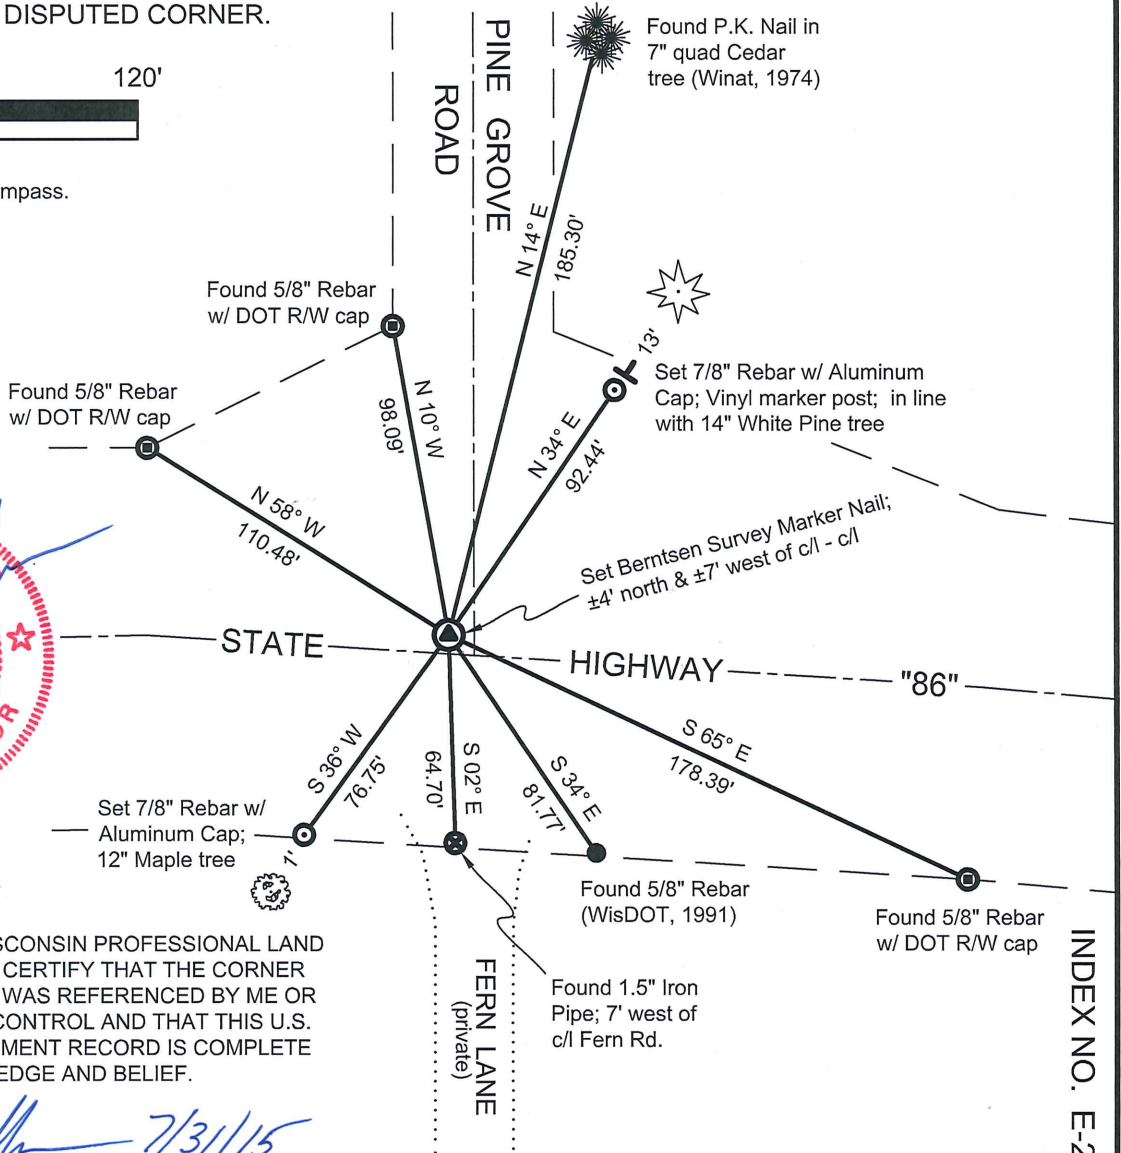 DISPUTED CORNER.
120'
mpass.
PINE GROVE
ROAD
Found P.K. Nail in
7" quad Cedar
tree (Winat, 1974)
N 14° E
185.30'
Found 5/8" Rebar
w/ DOT R/W cap
13'
Set 7/8" Rebar w/ Aluminum
Cap; Vinyl marker post; in line
with 14" White Pine tree
Found 5/8" Rebar
w/ DOT R/W cap
N 10° W
98.09'
N 34° E
92.44'
N 58° W
110.48'
Set Berntsen Survey Marker Nail;
±4' north & ±7' west of c/l - c/l
STATE HIGHWAY "86"
OR
S 36° W
76.75'
S 02° E
64.70'
S 34° E
81.77'
S 65° E
178.39'
Set 7/8" Rebar w/
Aluminum Cap;
12" Maple tree
1'
Found 5/8" Rebar
(WisDOT, 1991)
Found 5/8" Rebar
w/ DOT R/W cap
Found 1.5" Iron
Pipe; 7' west of
c/l Fern Rd.
FERN LANE
(private)
INDEX NO. E-2
SCONSIN PROFESSIONAL LAND
CERTIFY THAT THE CORNER
WAS REFERENCED BY ME OR
CONTROL AND THAT THIS U.S.
MENT RECORD IS COMPLETE
EDGE AND BELIEF.
7/31/15